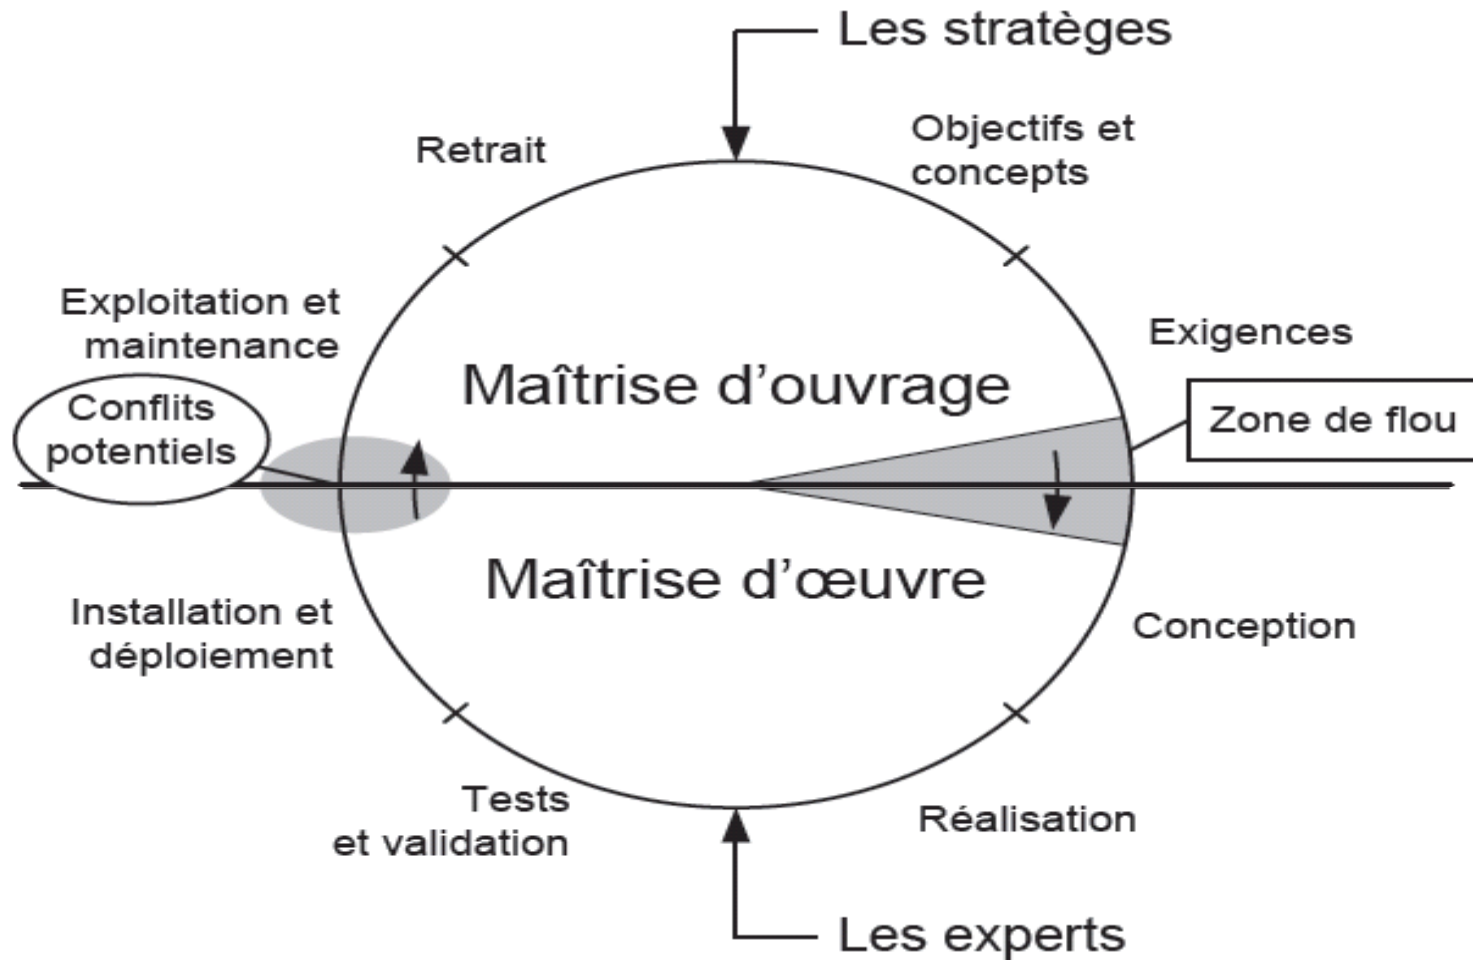 Les stratèges
Retrait
Objectifs et
concepts
Exploitation et
maintenance
Exigences
Maîtrise d’ouvrage
Conflits
potentiels
Zone de flou
Maîtrise d’œuvre
Installation et
déploiement
Conception
Tests
et validation
Réalisation
Les experts